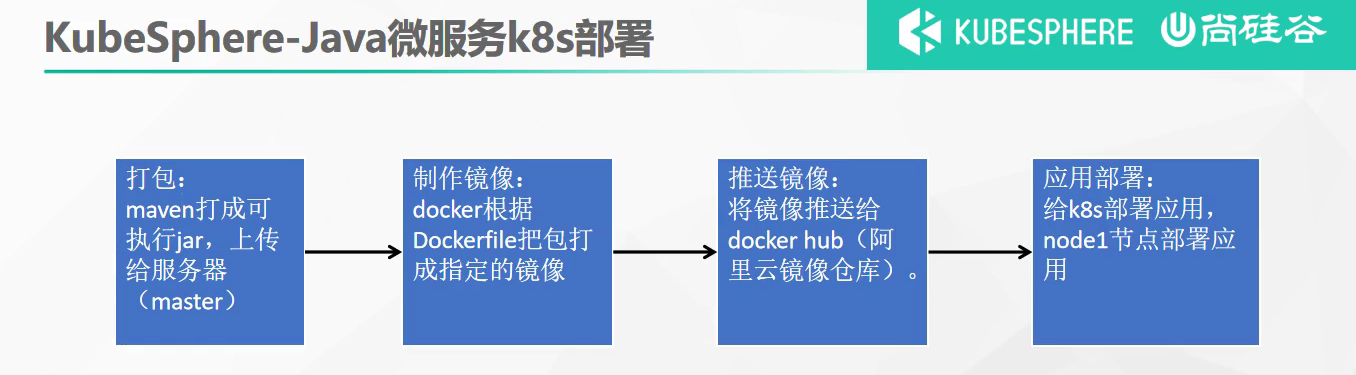 KubeSphere-Java微服务k8s部署
KUBESPHERE
尚硅谷
打包：
maven打成可
执行jar，上传
给服务器
（master）
制作镜像：
docker根据
Dockerfile把包打
成指定的镜像
推送镜像：
将镜像推送给
docker hub（阿
里云镜像仓库）。
应用部署：
给k8s部署应用，
node1节点部署应
用